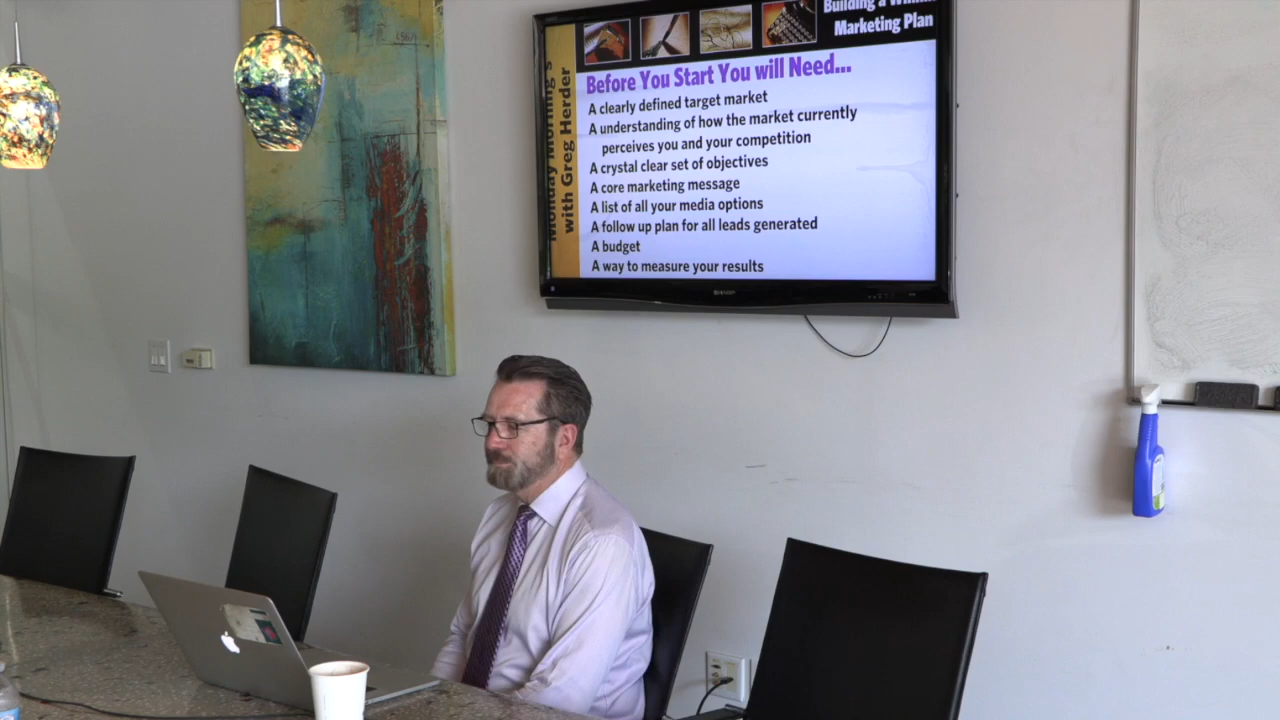 Building a
Marketing Plan
Monday Morning's
with Greg Herder
Before You Start You will Need...
A clearly defined target market
A understanding of how the market currently
perceives you and your competition
A crystal clear set of objectives
A core marketing message
A list of all your media options
A follow up plan for all leads generated
A budget
A way to measure your results
SHARP